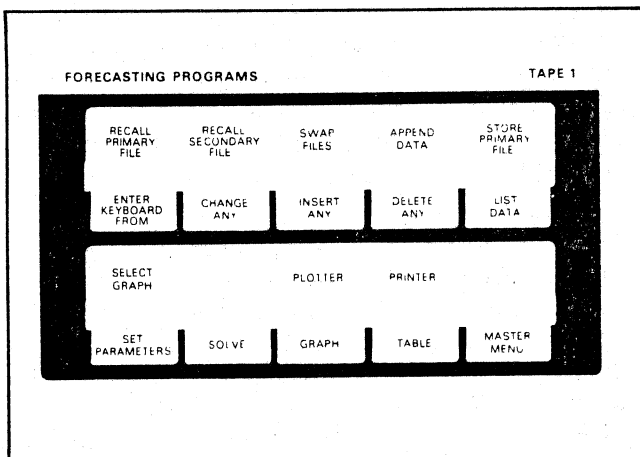 FORECASTING PROGRAMS TAPE 1
RECALL RECALL SWAP APPEND STORE
PRIMARY SECONDARY FILES DATA PRIMARY
FILE FILE FILE
ENTER CHANGE INSERT DELETE LIST
KEYBOARD ANY ANY ANY DATA
FROM
SELECT PLOTTER PRINTER
GRAPH
SET SOLVE GRAPH TABLE MASTER
PARAMETERS MENU